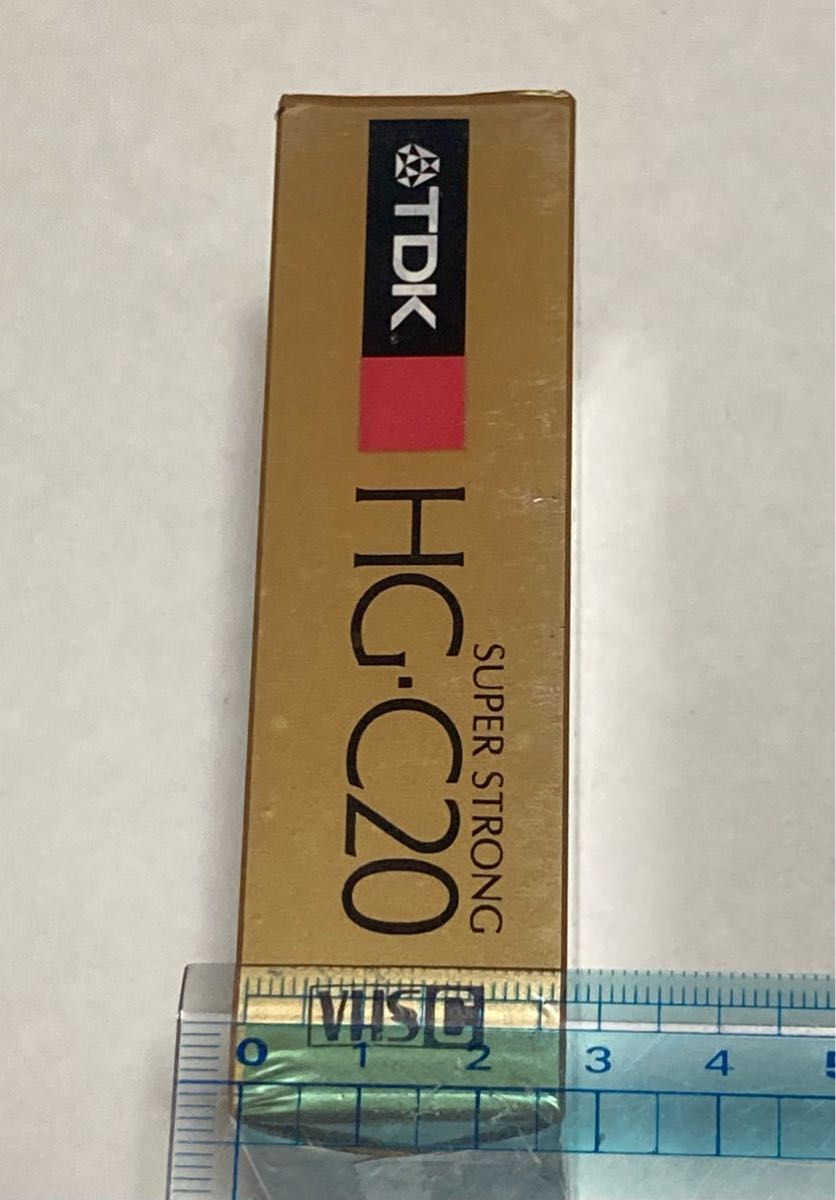 TDK
HG·C20
SUPER STRONG
VHS C
0 1 2 3 4 5